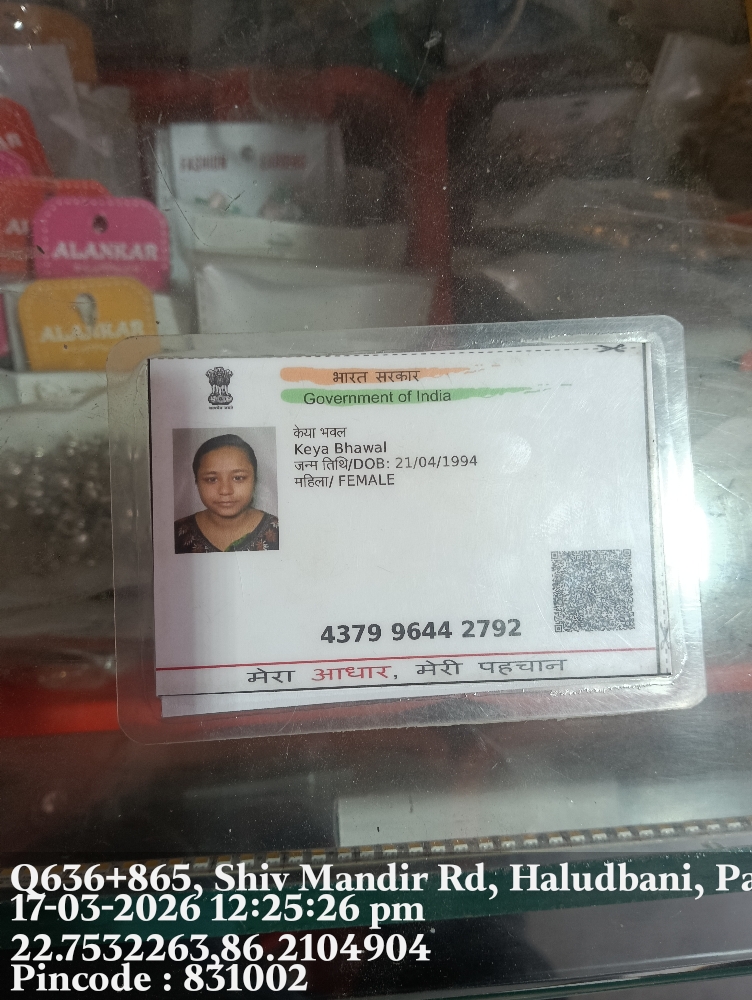 FASHION
ALANKAR
ALANKAR
भारत सरकार
Government of India
केया भवल
Keya Bhawal
जन्म तिथि/DOB: 21/04/1994
महिला/ FEMALE
4379 9644 2792
मेरा आधार, मेरी पहचान
Q636+865, Shiv Mandir Rd, Haludbani, Pa
17-03-2026 12:25:26 pm
22.7532263,86.2104904
Pincode : 831002